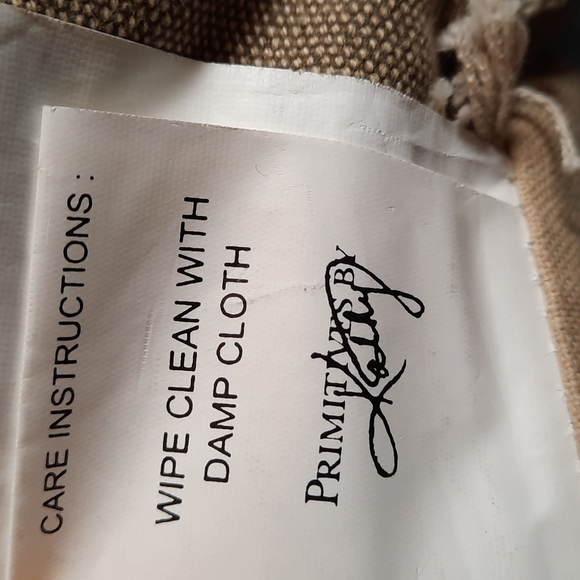 CARE INSTRUCTIONS :
WIPE CLEAN WITH
DAMP CLOTH
PRIMITIVES BY
Kathy